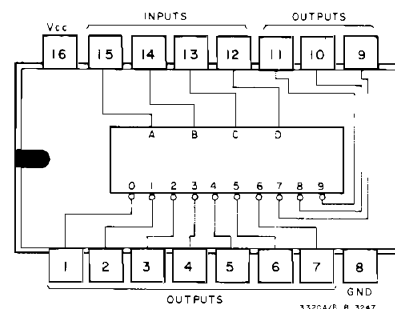 INPUTS OUTPUTS
Vcc
16 15 14 13 12 11 10 9
A B C D
0 1 2 3 4 5 6 7 8 9
1 2 3 4 5 6 7 8
GND
OUTPUTS
3320A/B B 3247